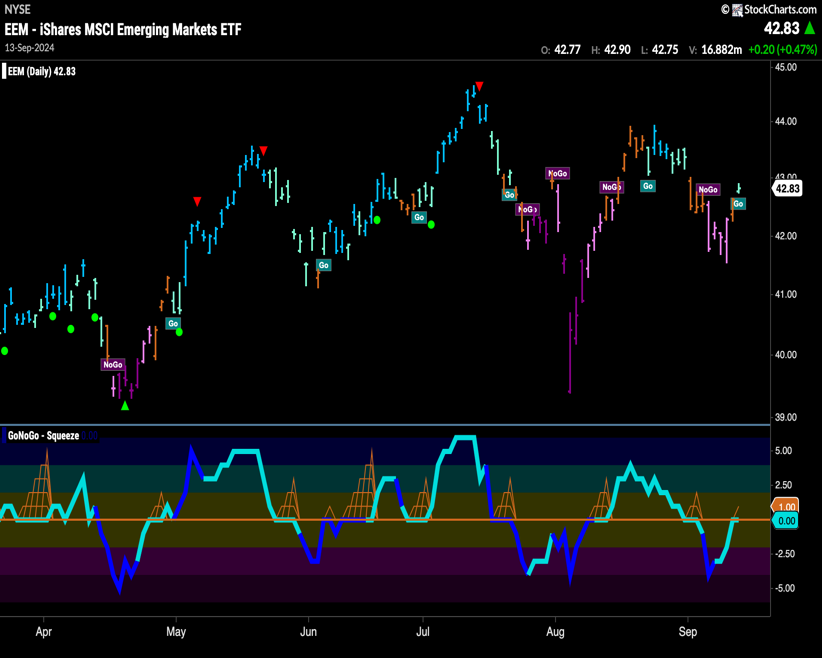 NYSE
© StockCharts.com
EEM - iShares MSCI Emerging Markets ETF
42.83
13-Sep-2024
O: 42.77 H: 42.90 L: 42.75 V: 16.882m +0.20 (+0.47%)
EEM (Daily) 42.83
45.00
44.00
43.00
42.83
42.00
41.00
40.00
39.00
NoGo
Go
Go
Go
Go
NoGo
NoGo
NoGo
Go
NoGo
Go
GoNoGo - Squeeze 0.00
5.00
2.50
1.00
0.00
-2.50
-5.00
Apr May Jun Jul Aug Sep